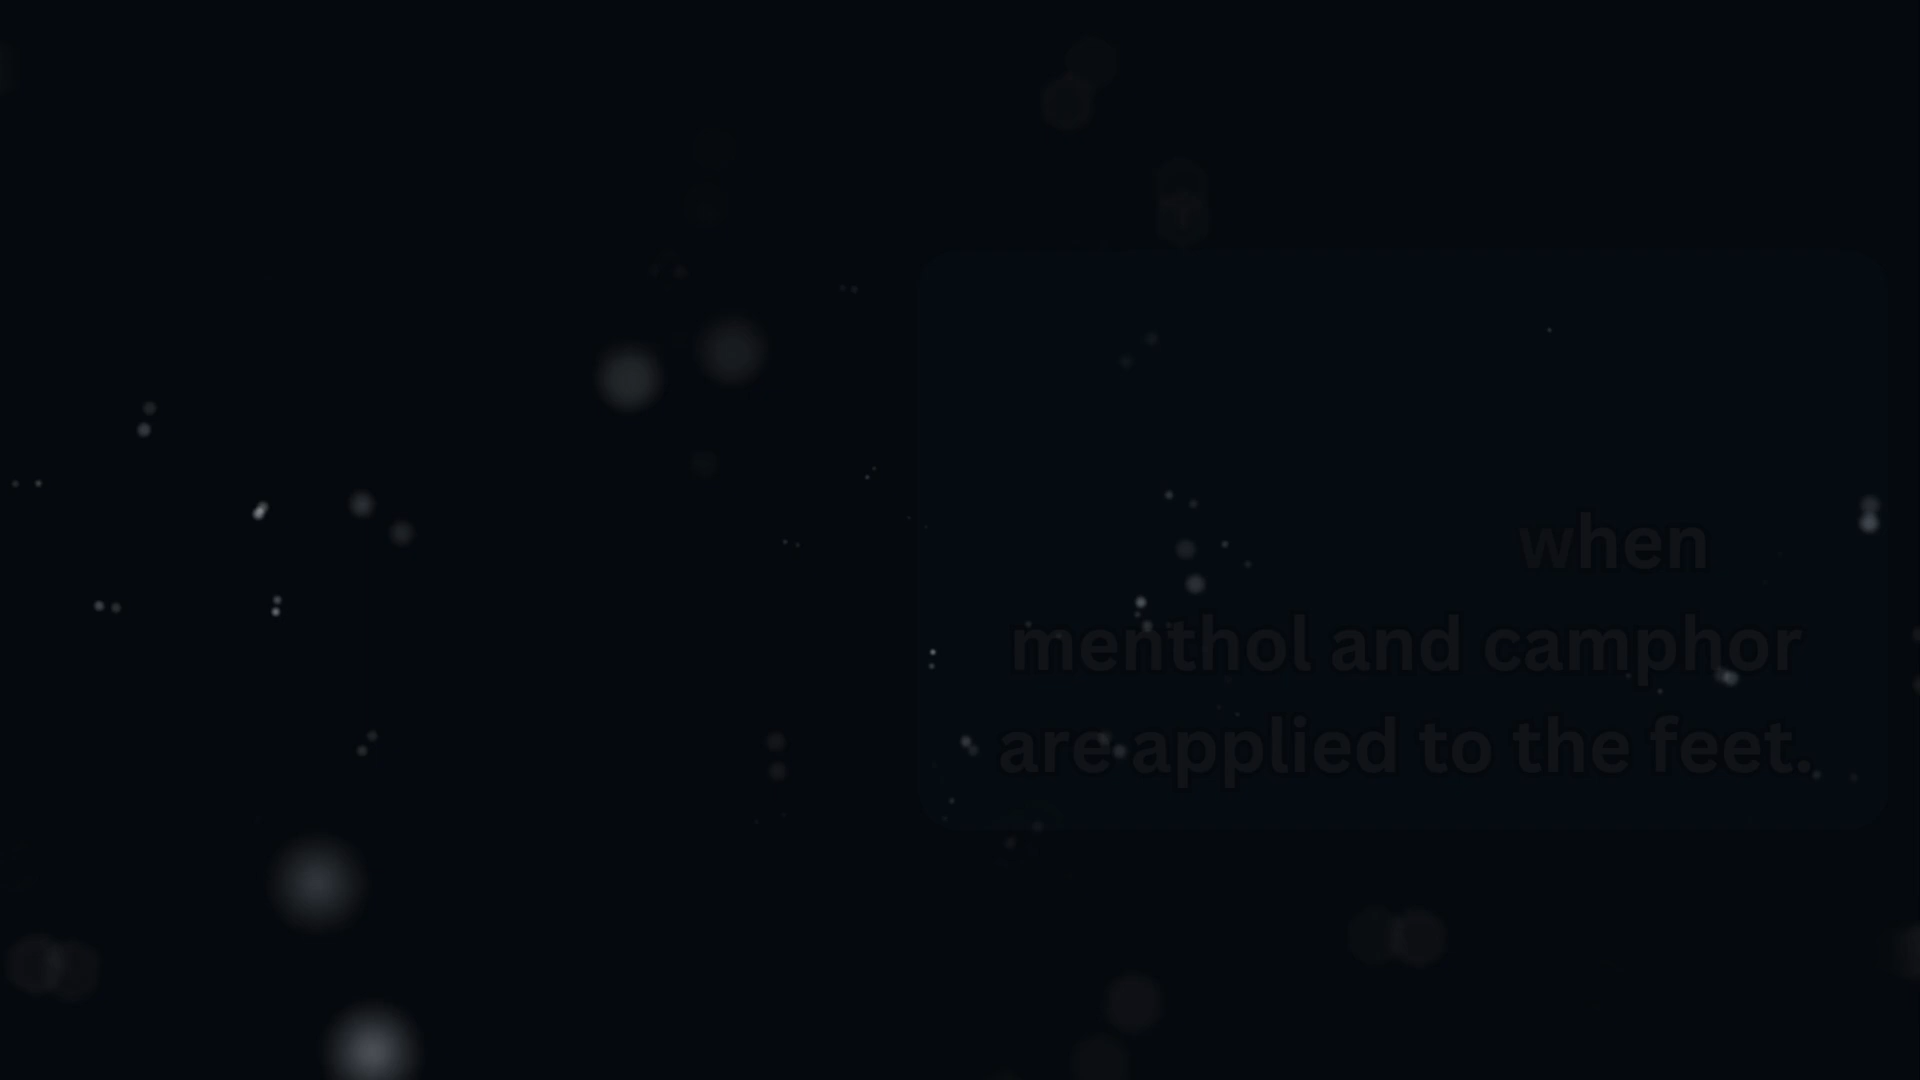 when
menthol and camphor
are applied to the feet.